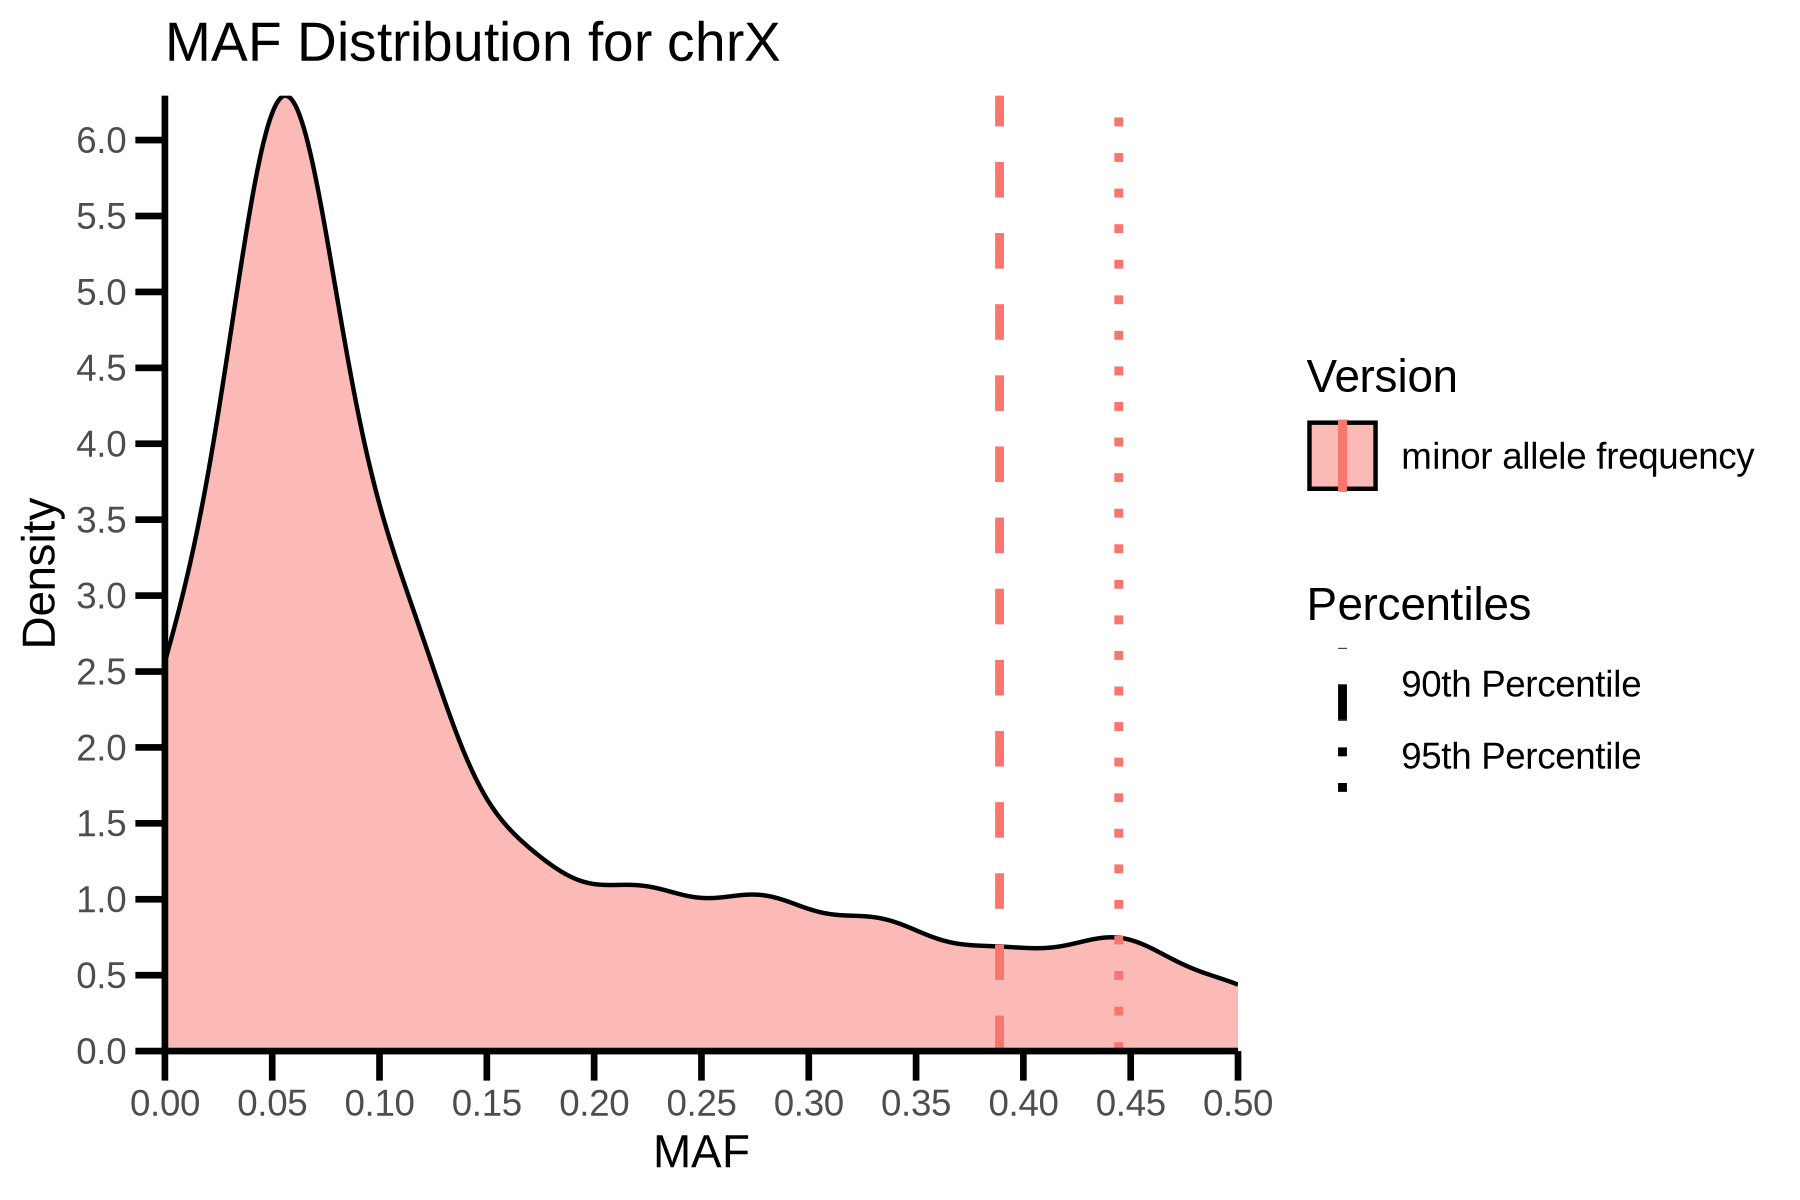 MAF Distribution for chrX
Density
6.0
5.5
5.0
4.5
4.0
3.5
3.0
2.5
2.0
1.5
1.0
0.5
0.0
0.00 0.05 0.10 0.15 0.20 0.25 0.30 0.35 0.40 0.45 0.50
MAF
Version
minor allele frequency
Percentiles
90th Percentile
95th Percentile